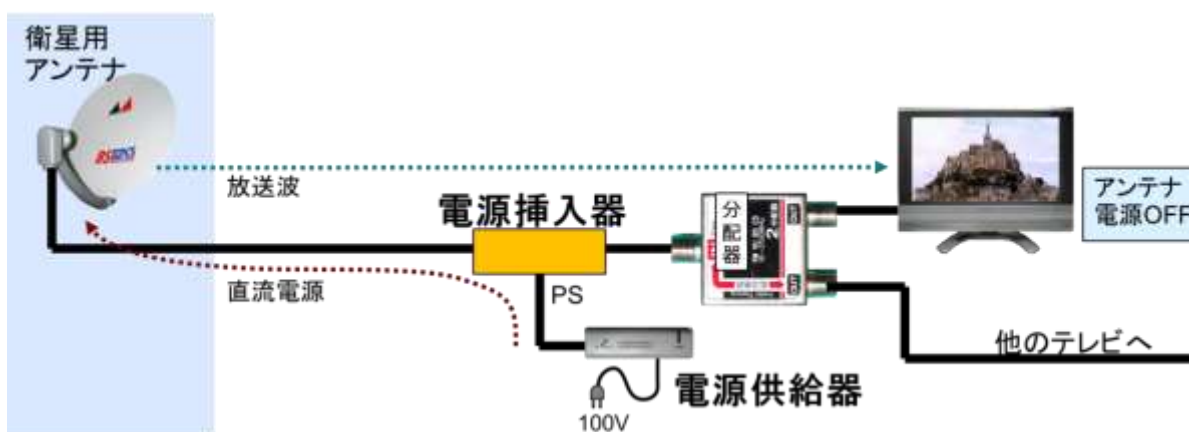 衛星用
アンテナ
放送波
電源挿入器
分
配
器
アンテナ
電源OFF
直流電源
PS
他のテレビへ
電源供給器
100V